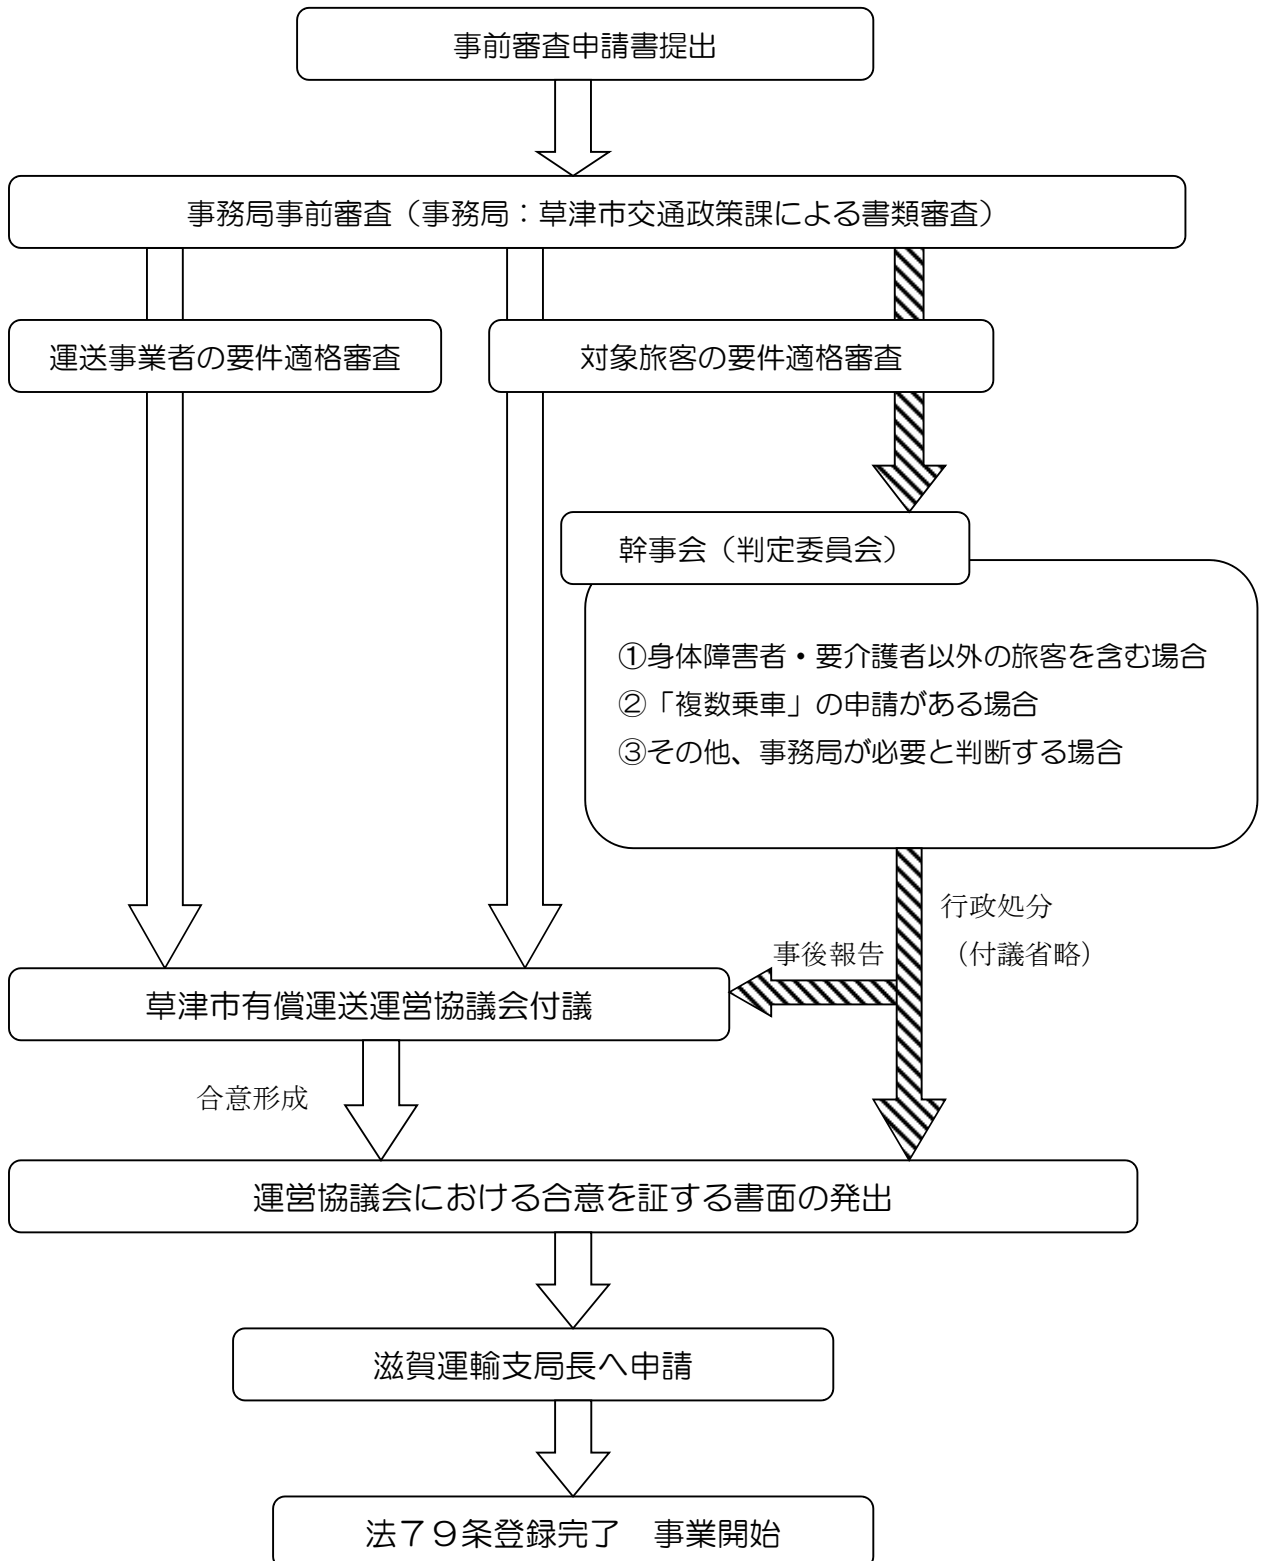 事前審査申請書提出
事務局事前審査（事務局：草津市交通政策課による書類審査）
運送事業者の要件適格審査
対象旅客の要件適格審査
幹事会（判定委員会）
①身体障害者・要介護者以外の旅客を含む場合
②「複数乗車」の申請がある場合
③その他、事務局が必要と判断する場合
行政処分
事後報告
（付議省略）
草津市有償運送運営協議会付議
合意形成
運営協議会における合意を証する書面の発出
滋賀運輸支局長へ申請
法７９条登録完了　事業開始